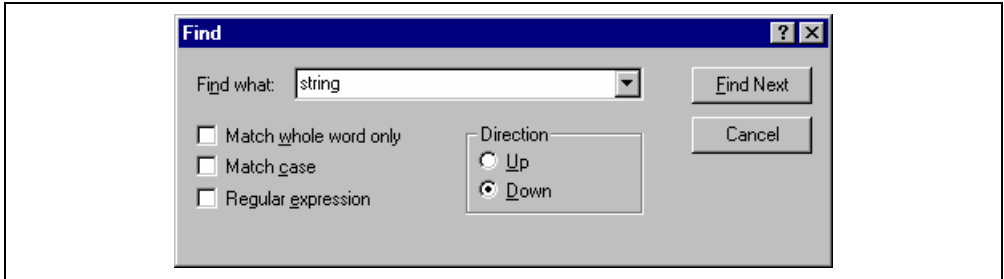 Find
Find what: string
Find Next
Match whole word only
Match case
Regular expression
Direction
Up
Down
Cancel